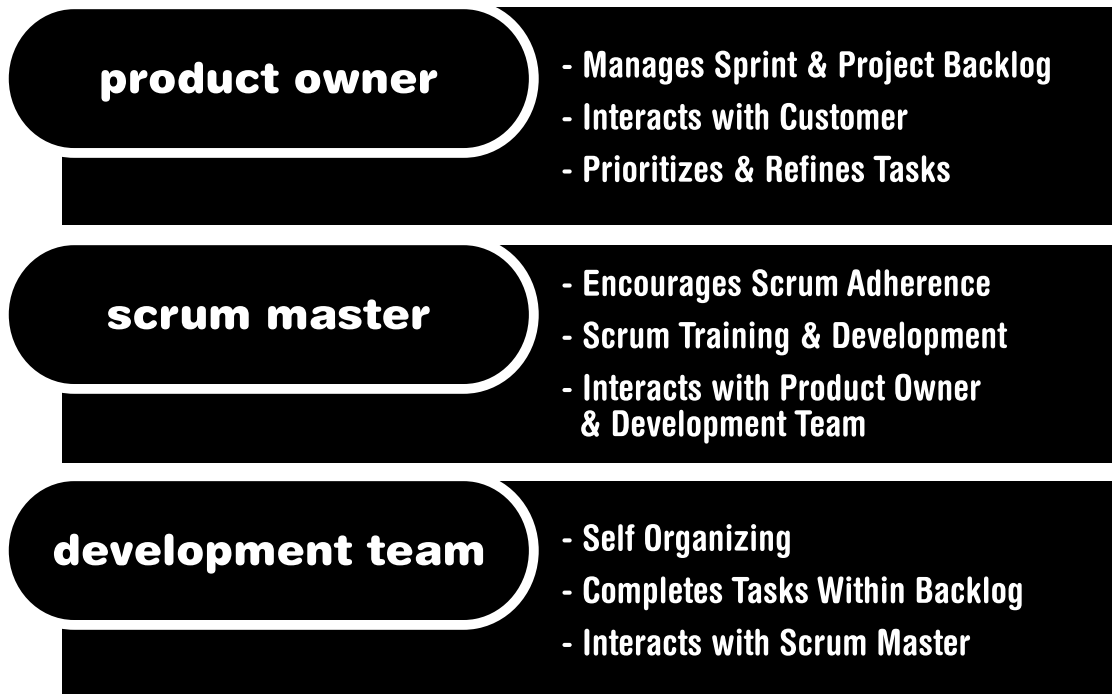 product owner
- Manages Sprint & Project Backlog
- Interacts with Customer
- Prioritizes & Refines Tasks
scrum master
- Encourages Scrum Adherence
- Scrum Training & Development
- Interacts with Product Owner
& Development Team
development team
- Self Organizing
- Completes Tasks Within Backlog
- Interacts with Scrum Master